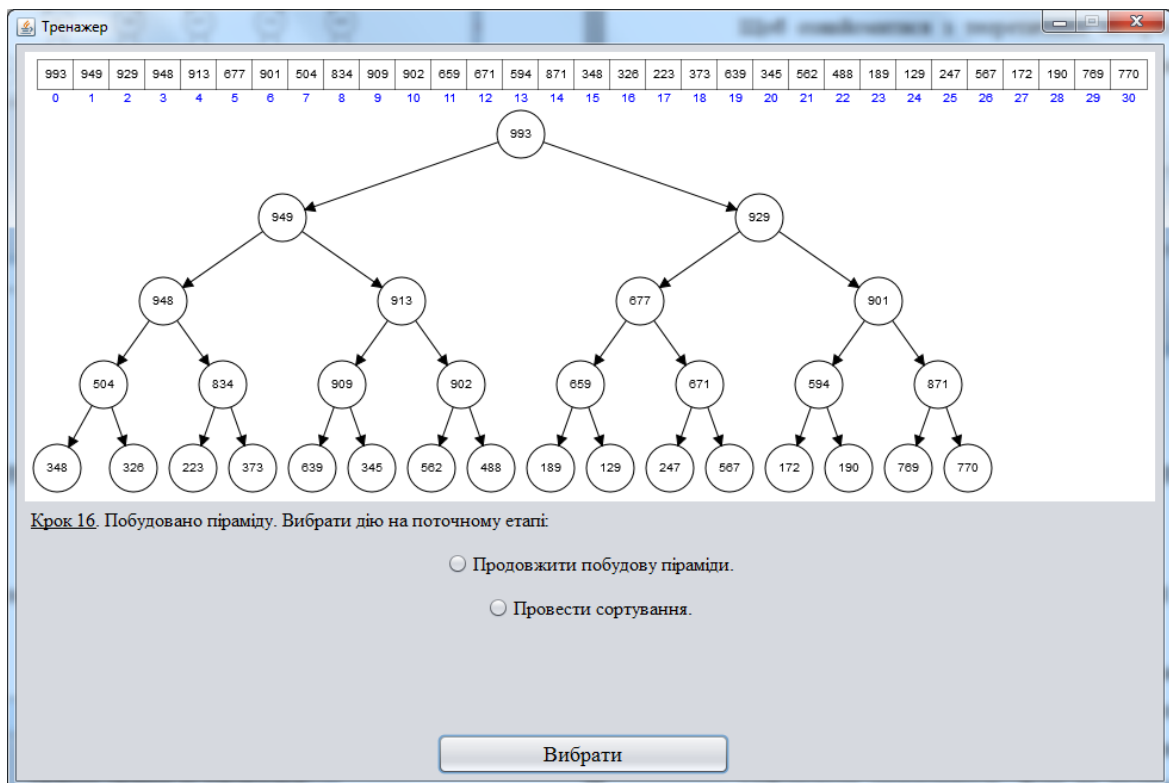 Тренажер
993 949 929 948 913 677 901 504 834 909 902 659 671 594 871 348 326 223 373 639 345 562 488 189 129 247 567 172 190 769 770
0 1 2 3 4 5 6 7 8 9 10 11 12 13 14 15 16 17 18 19 20 21 22 23 24 25 26 27 28 29 30
993
949 929
948 913 677 901
504 834 909 902 659 671 594 871
348 326 223 373 639 345 562 488 189 129 247 567 172 190 769 770
Крок 16. Побудовано піраміду. Вибрати дію на поточному етапі:
Продовжити побудову піраміди.
Провести сортування.
Вибрати